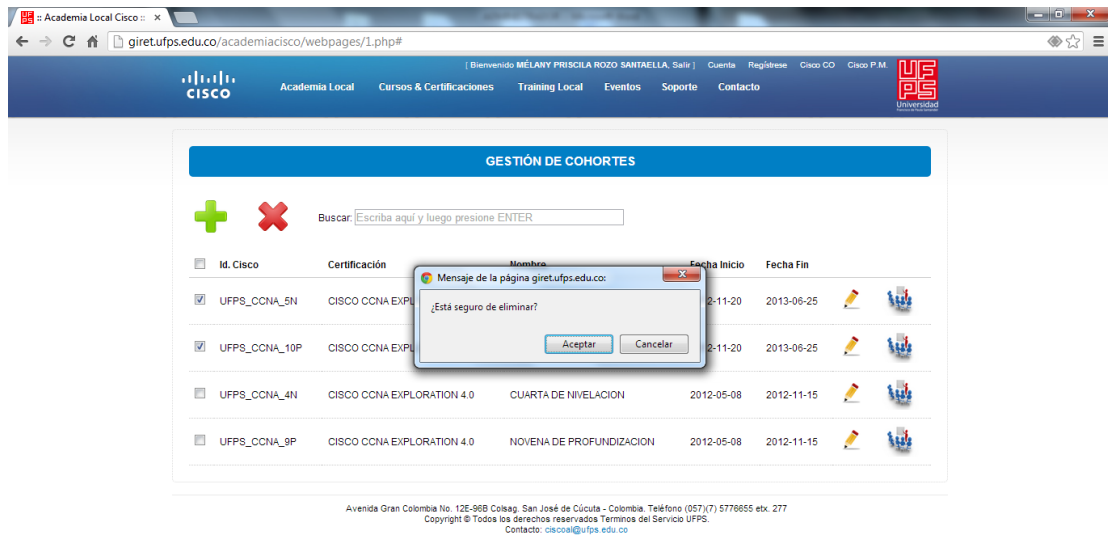 :: Academia Local Cisco ::
giret.ufps.edu.co/academiacisco/webpages/1.php#
[ Bienvenido MÉLANY PRISCILA ROZO SANTAELLA, Salir ] Cuenta Regístrese Cisco CO Cisco P.M.
CISCO
Academia Local Cursos & Certificaciones Training Local Eventos Soporte Contacto
UFPS
Universidad
GESTIÓN DE COHORTES
Buscar: Escriba aquí y luego presione ENTER
Id. Cisco Certificación Nombre Fecha Inicio Fecha Fin
Mensaje de la página giret.ufps.edu.co:
¿Está seguro de eliminar?
Aceptar Cancelar
UFPS_CCNA_5N CISCO CCNA EXPL 2-11-20 2013-06-25
UFPS_CCNA_10P CISCO CCNA EXPL 2-11-20 2013-06-25
UFPS_CCNA_4N CISCO CCNA EXPLORATION 4.0 CUARTA DE NIVELACION 2012-05-08 2012-11-15
UFPS_CCNA_9P CISCO CCNA EXPLORATION 4.0 NOVENA DE PROFUNDIZACION 2012-05-08 2012-11-15
Avenida Gran Colombia No. 12E-96B Colsag. San José de Cúcuta - Colombia. Teléfono (057)(7) 5776655 etx. 277
Copyright © Todos los derechos reservados Terminos del Servicio UFPS.
Contacto: ciscoal@ufps.edu.co